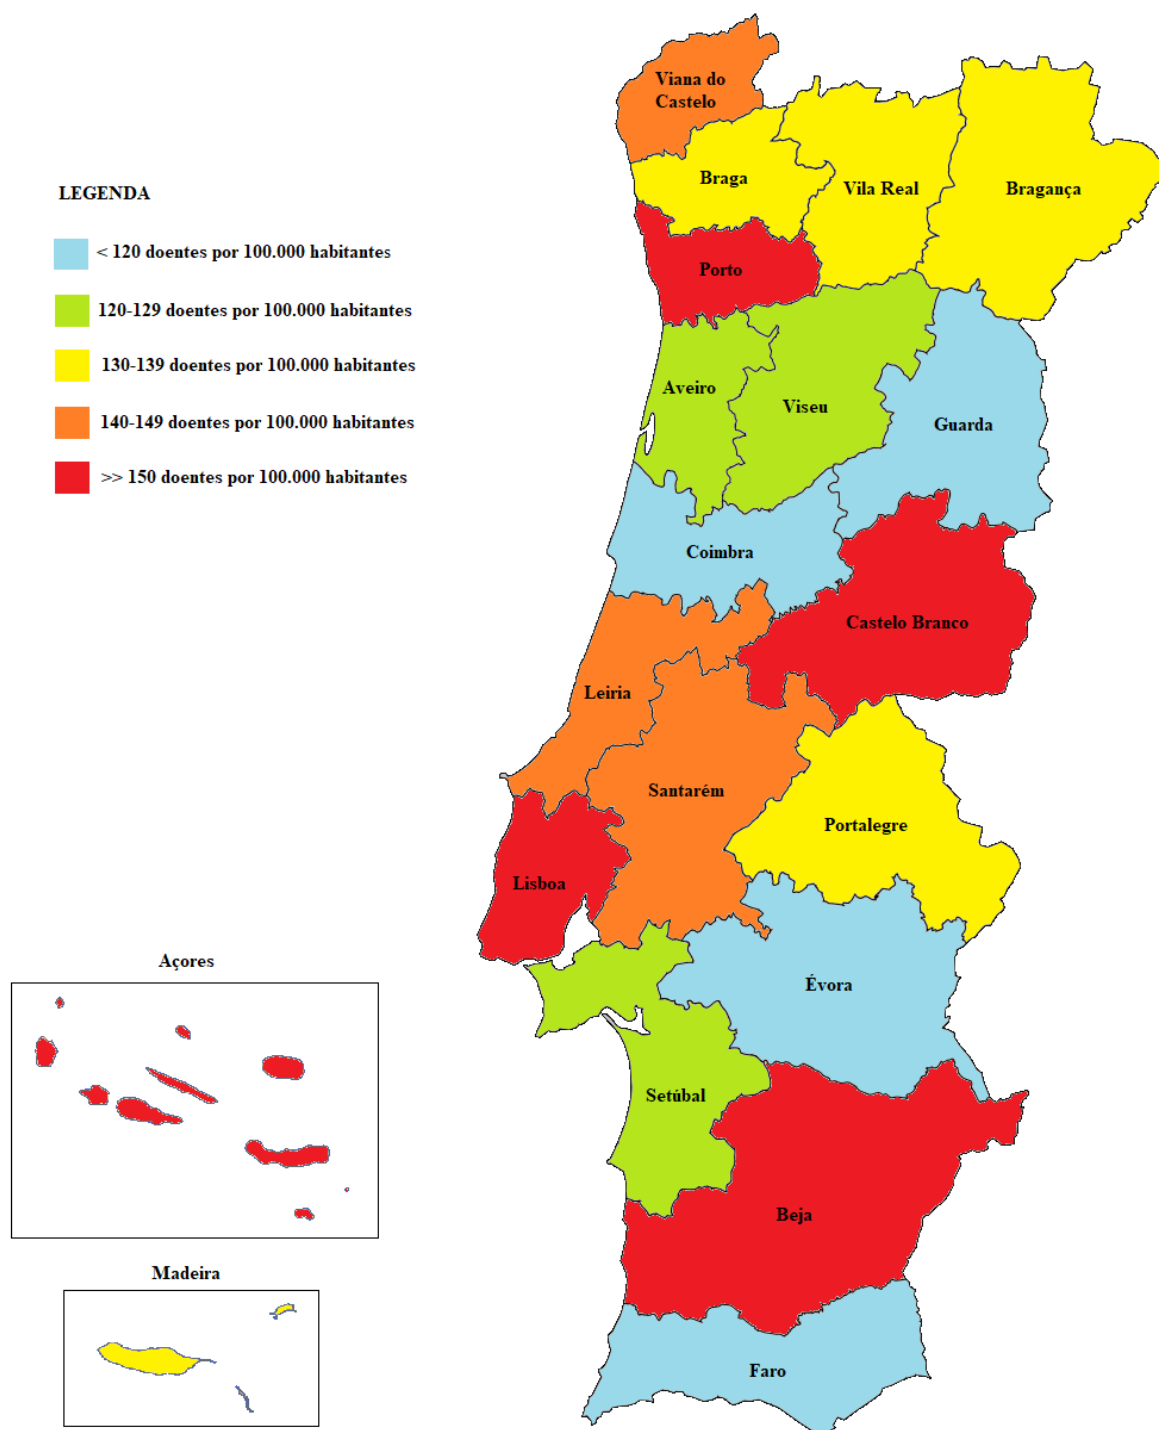 Viana do
Castelo
Braga
Vila Real
Bragança
LEGENDA
< 120 doentes por 100.000 habitantes
Porto
120-129 doentes por 100.000 habitantes
130-139 doentes por 100.000 habitantes
Aveiro
Viseu
140-149 doentes por 100.000 habitantes
Guarda
>> 150 doentes por 100.000 habitantes
Coimbra
Castelo Branco
Leiria
Santarém
Portalegre
Lisboa
Açores
Évora
Setúbal
Beja
Madeira
Faro